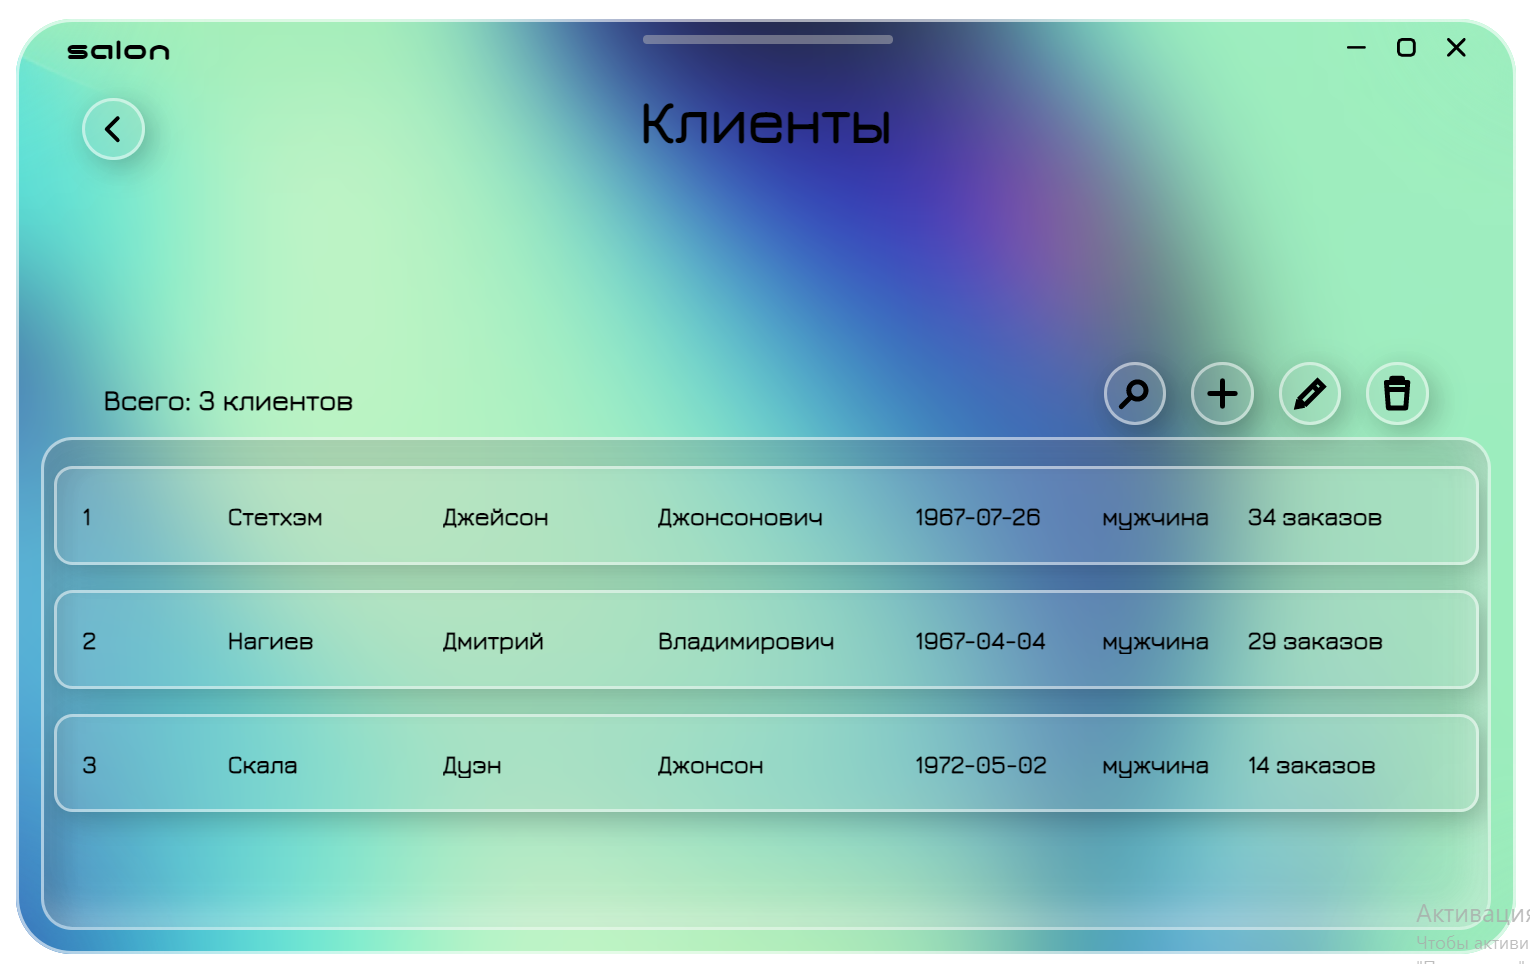 salon
Клиенты
Всего: 3 клиентов
1 Стетхэм Джейсон Джонсонович 1967-07-26 мужчина 34 заказов
2 Нагиев Дмитрий Владимирович 1967-04-04 мужчина 29 заказов
3 Скала Дуэн Джонсон 1972-05-02 мужчина 14 заказов
Активация
Чтобы активи